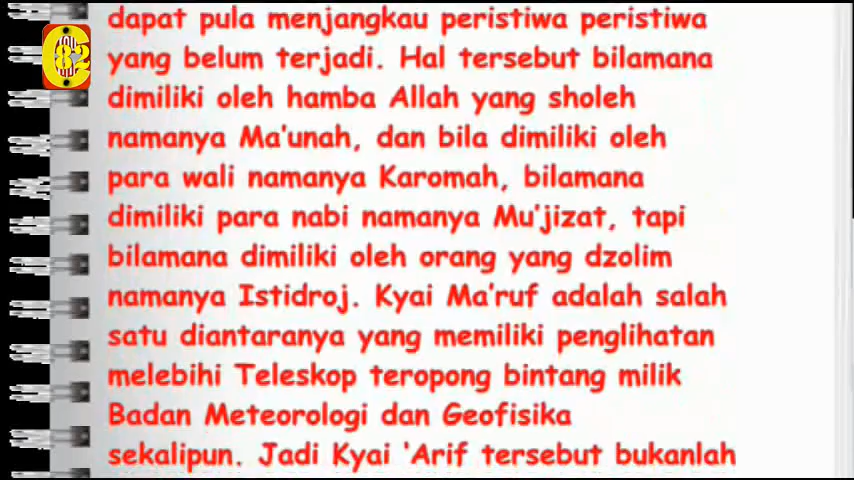 dapat pula menjangkau peristiwa peristiwa
yang belum terjadi. Hal tersebut bilamana
dimiliki oleh hamba Allah yang sholeh
namanya Ma'unah, dan bila dimiliki oleh
para wali namanya Karomah, bilamana
dimiliki para nabi namanya Mu'jizat, tapi
bilamana dimiliki oleh orang yang dzolim
namanya Istidroj. Kyai Ma'ruf adalah salah
satu diantaranya yang memiliki penglihatan
melebihi Teleskop teropong bintang milik
Badan Meteorologi dan Geofisika
sekalipun. Jadi Kyai 'Arif tersebut bukanlah